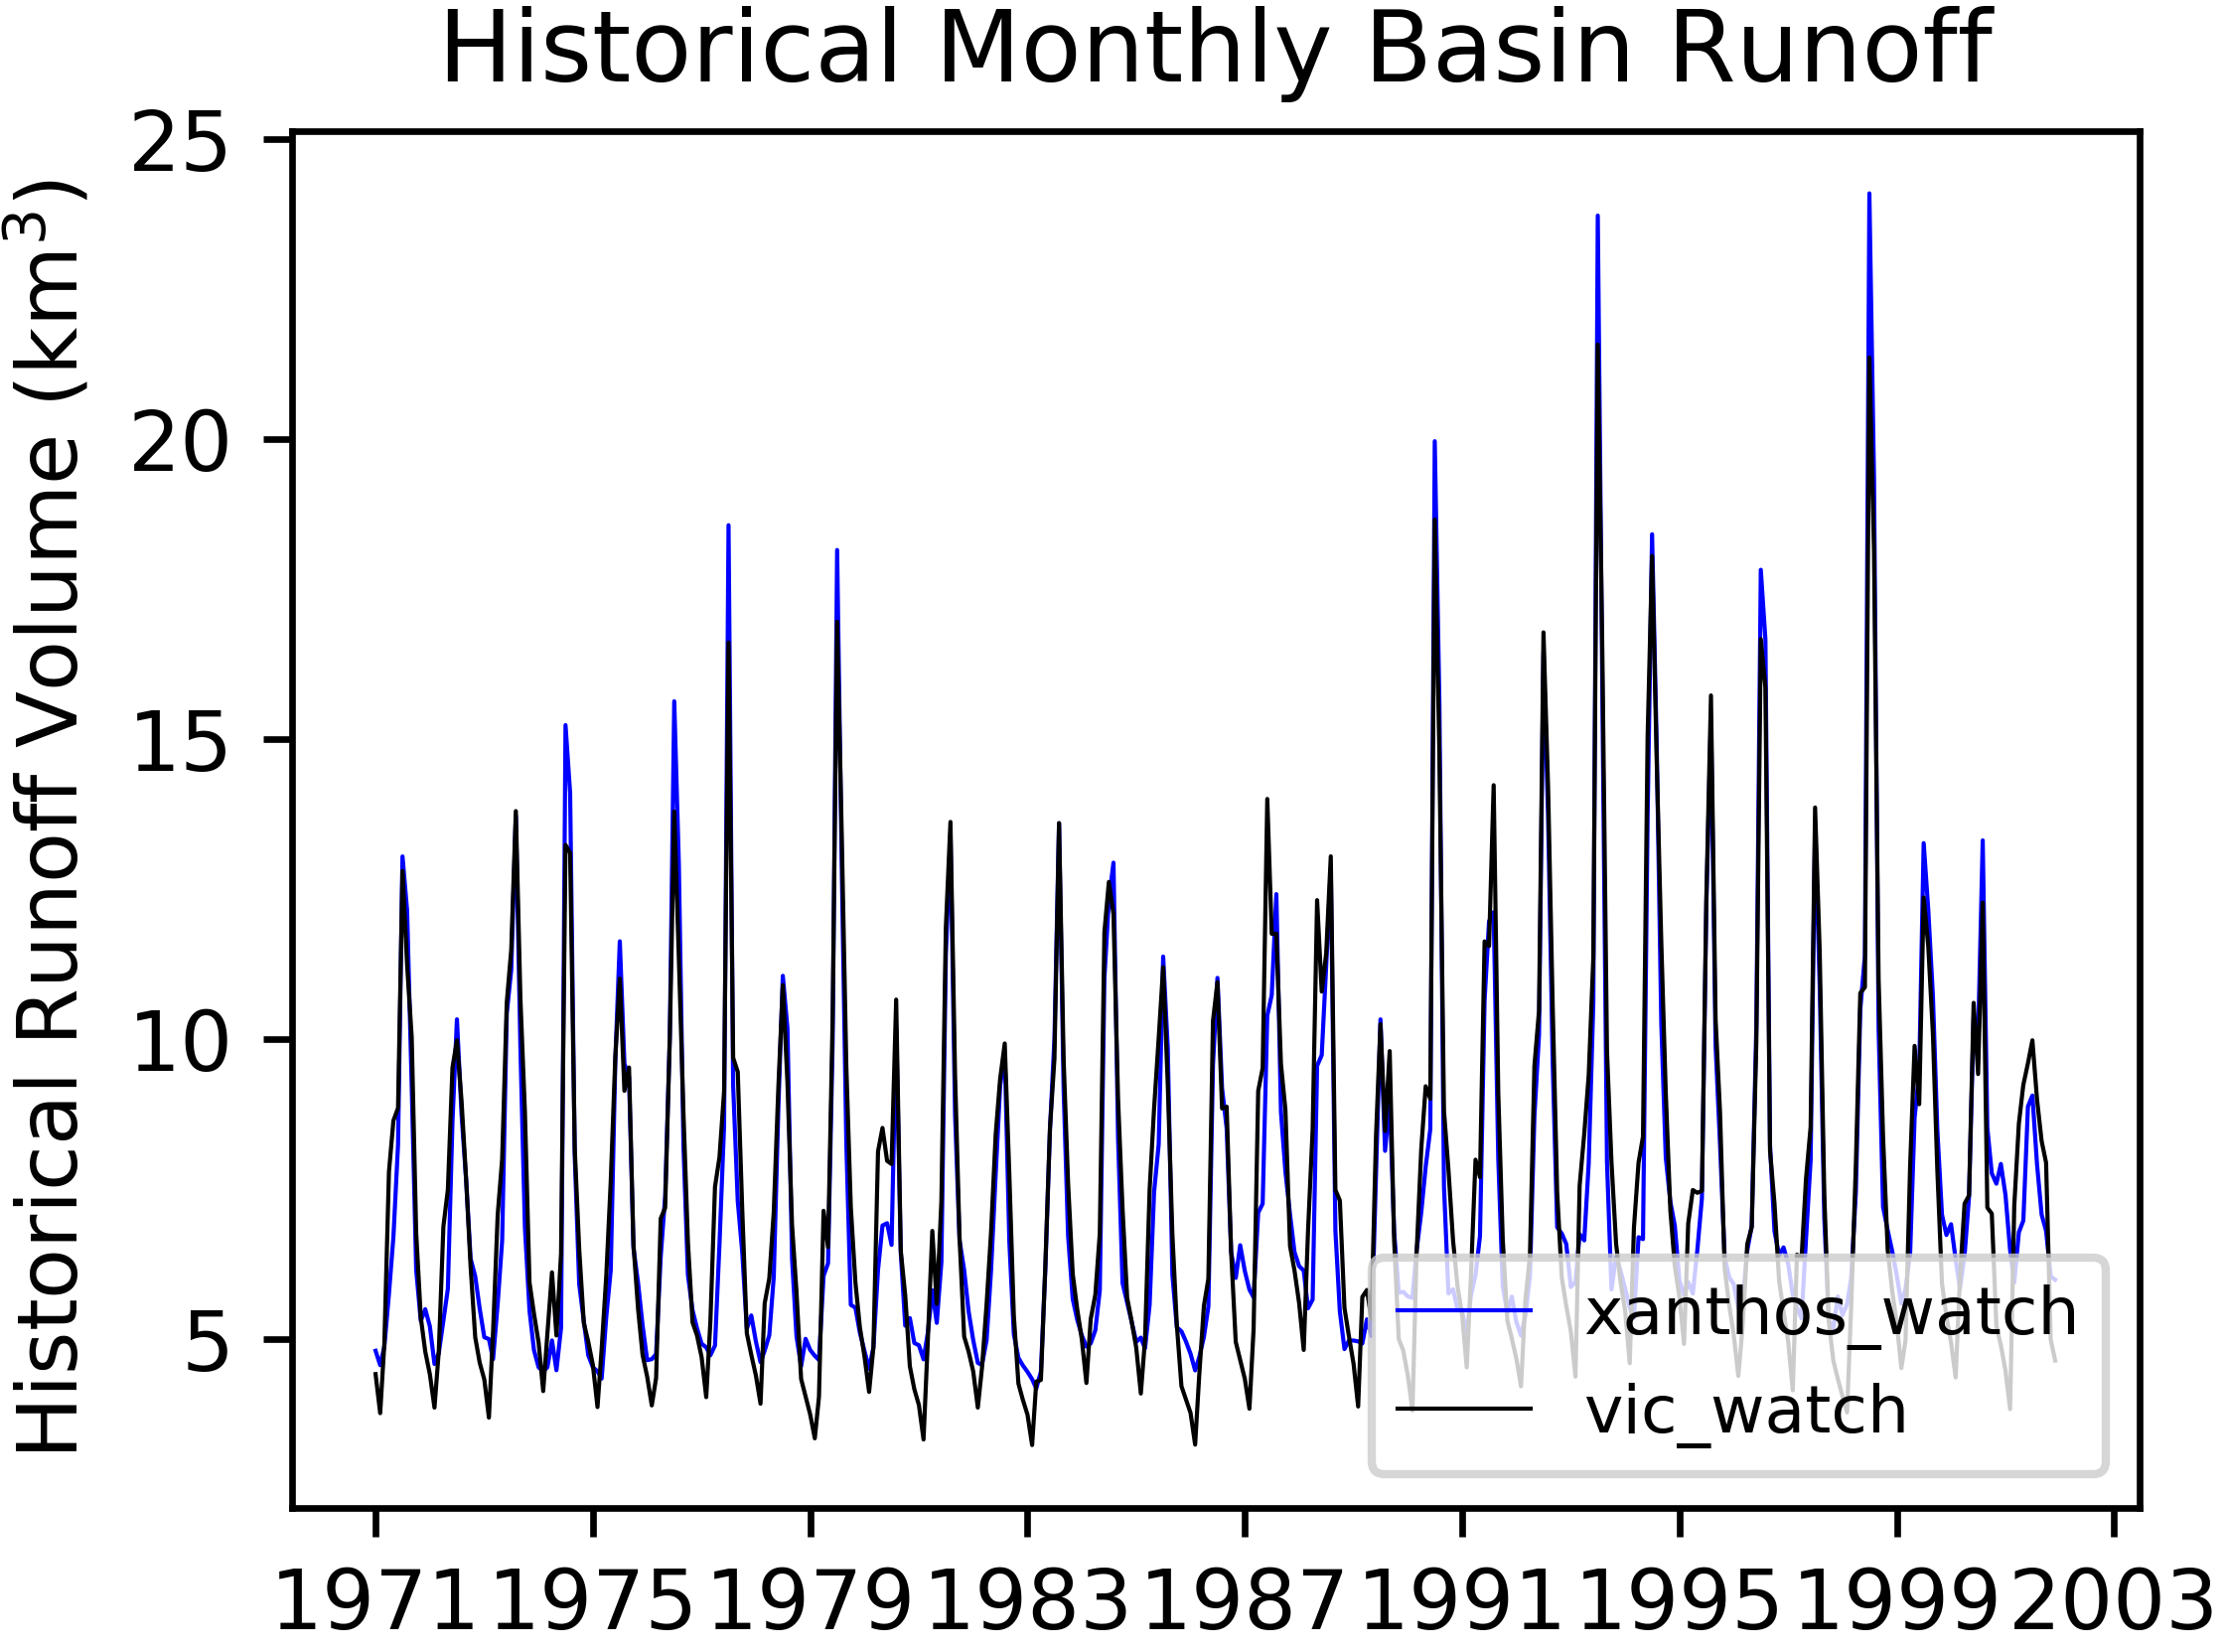 Historical Monthly Basin Runoff
Historical Runoff Volume (km³)
25
20
15
10
5
xanthos_watch
vic_watch
1971 1975 1979 1983 1987 1991 1995 1999 2003